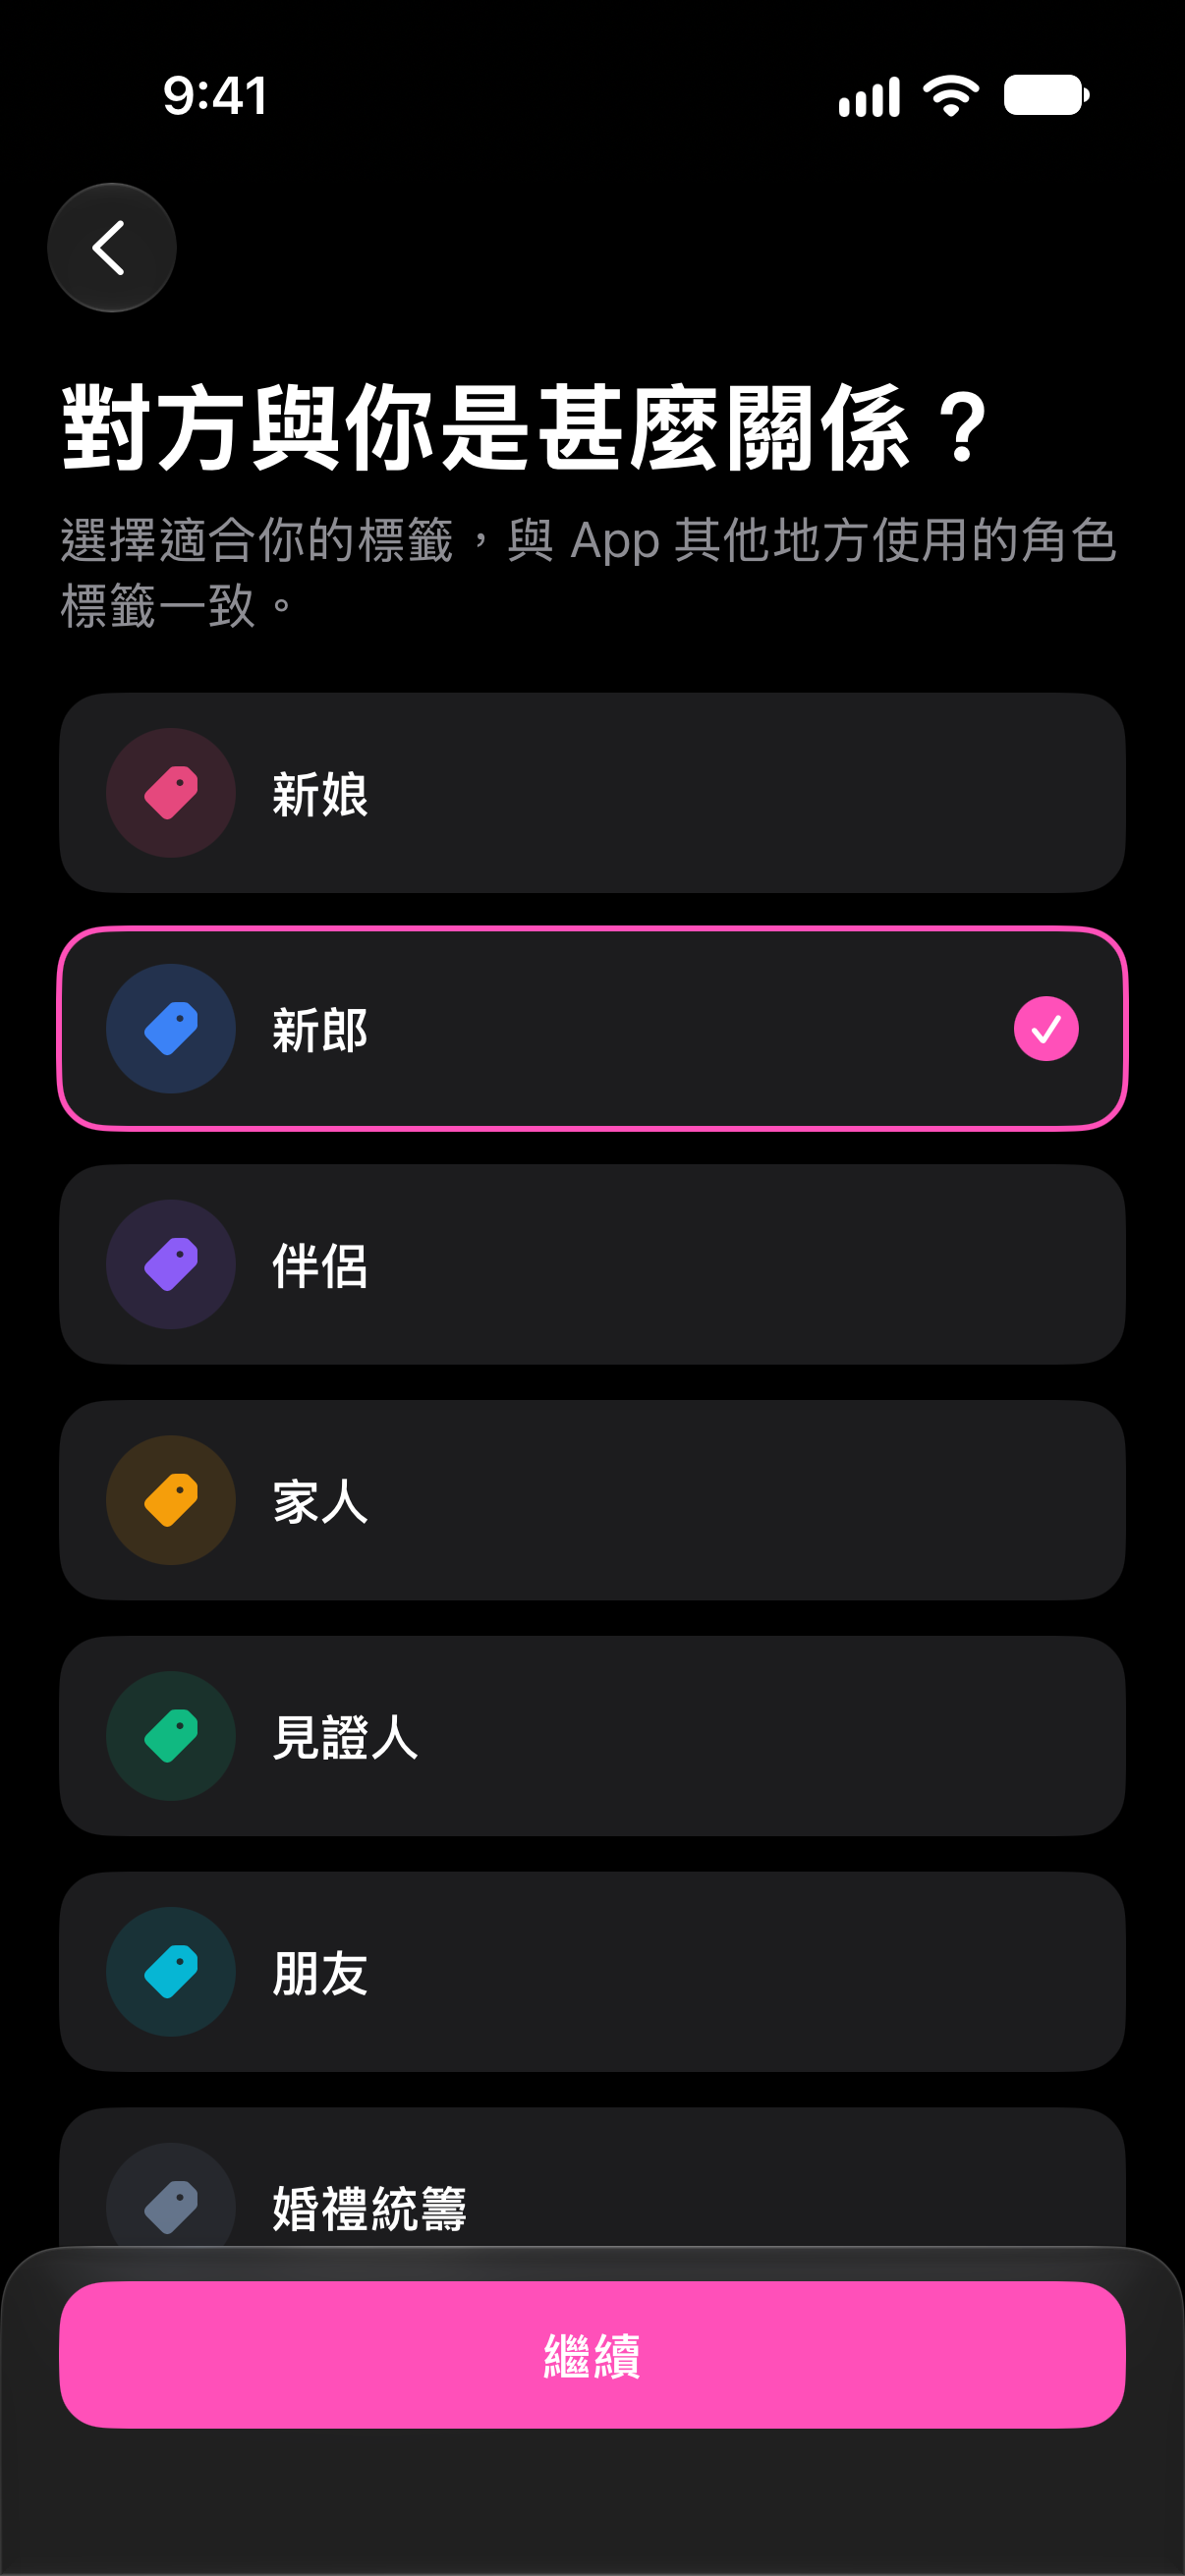 9:41
對方與你是甚麼關係？
選擇適合你的標籤，與 App 其他地方使用的角色
標籤一致。
新娘
新郎
伴侶
家人
見證人
朋友
婚禮統籌
繼續